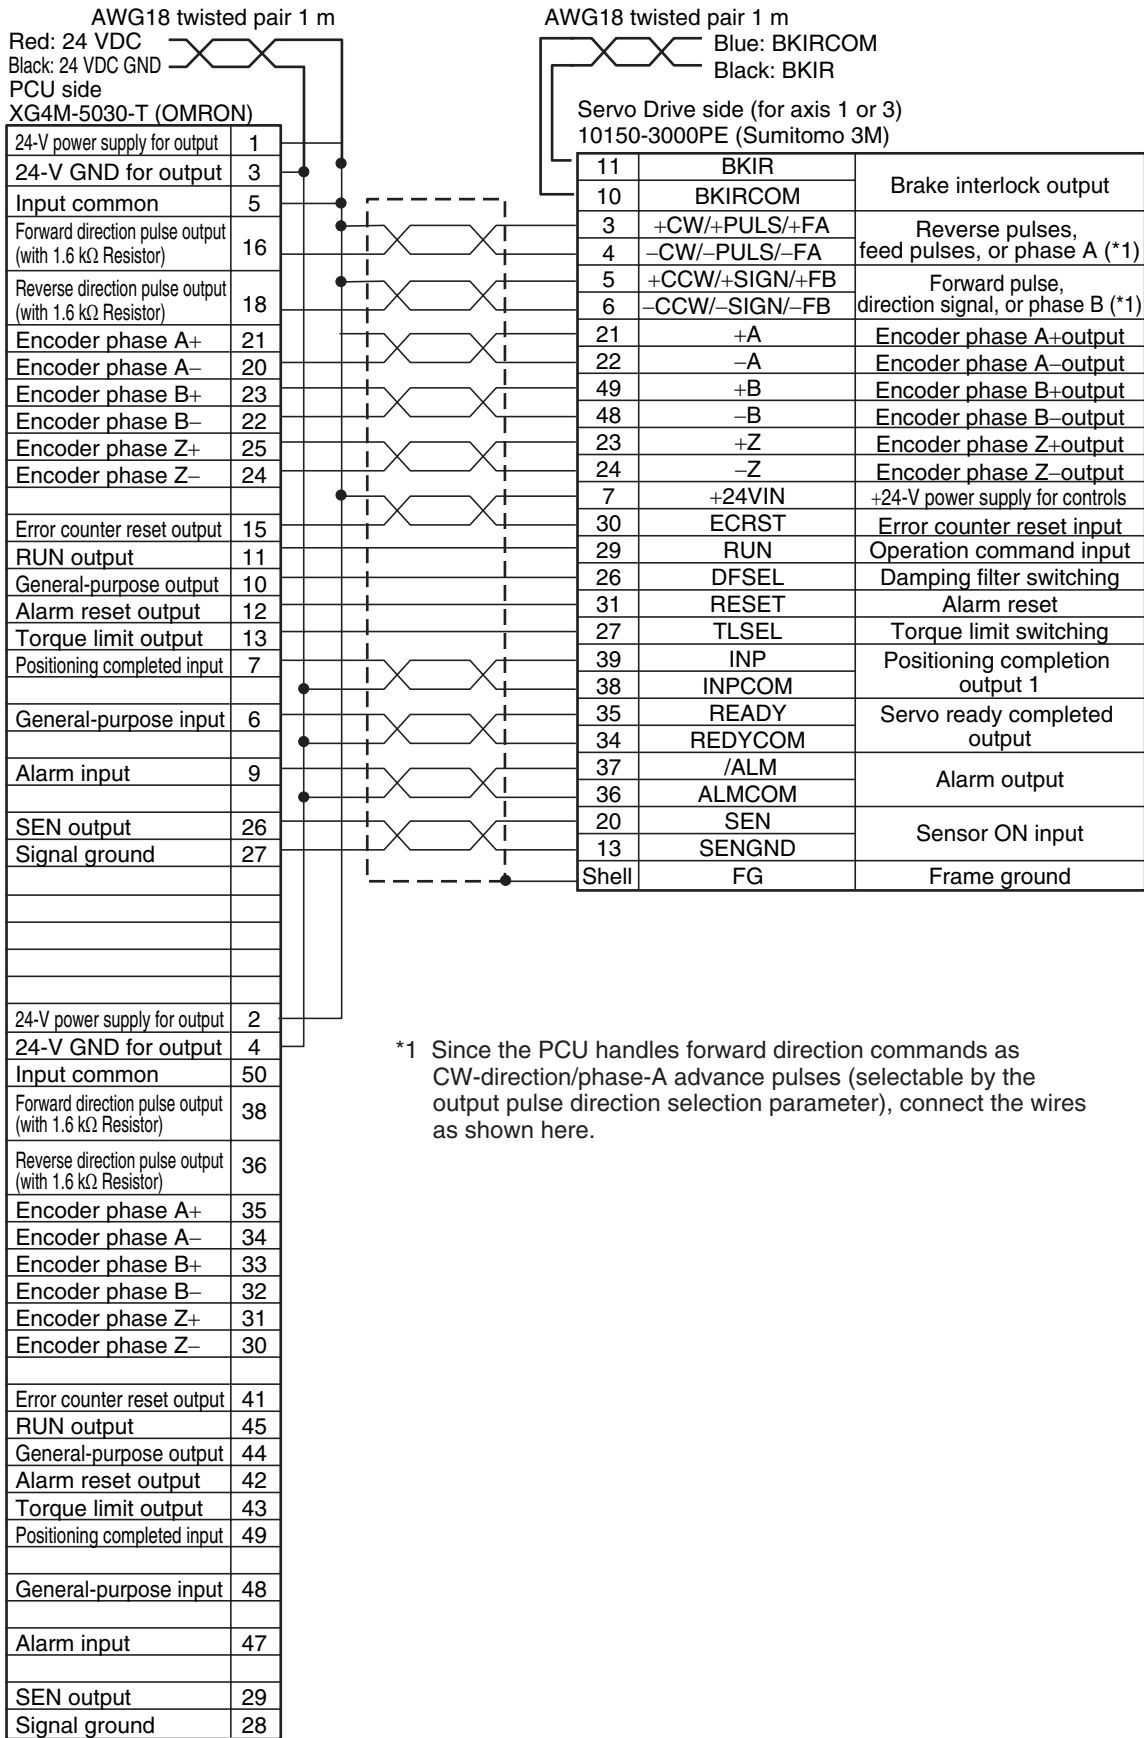 AWG18 twisted pair 1 m
Red: 24 VDC
Black: 24 VDC GND
PCU side
XG4M-5030-T (OMRON)
24-V power supply for output 1
24-V GND for output 3
Input common 5
Forward direction pulse output
(with 1.6 kΩ Resistor) 16
Reverse direction pulse output
(with 1.6 kΩ Resistor) 18
Encoder phase A+ 21
Encoder phase A− 20
Encoder phase B+ 23
Encoder phase B− 22
Encoder phase Z+ 25
Encoder phase Z− 24
Error counter reset output 15
RUN output 11
General-purpose output 10
Alarm reset output 12
Torque limit output 13
Positioning completed input 7
General-purpose input 6
Alarm input 9
SEN output 26
Signal ground 27
24-V power supply for output 2
24-V GND for output 4
Input common 50
Forward direction pulse output
(with 1.6 kΩ Resistor) 38
Reverse direction pulse output
(with 1.6 kΩ Resistor) 36
Encoder phase A+ 35
Encoder phase A− 34
Encoder phase B+ 33
Encoder phase B− 32
Encoder phase Z+ 31
Encoder phase Z− 30
Error counter reset output 41
RUN output 45
General-purpose output 44
Alarm reset output 42
Torque limit output 43
Positioning completed input 49
General-purpose input 48
Alarm input 47
SEN output 29
Signal ground 28
AWG18 twisted pair 1 m
Blue: BKIRCOM
Black: BKIR
Servo Drive side (for axis 1 or 3)
10150-3000PE (Sumitomo 3M)
11 BKIR
Brake interlock output
10 BKIRCOM
3 +CW/+PULS/+FA Reverse pulses,
4 −CW/−PULS/−FA feed pulses, or phase A (*1)
5 +CCW/+SIGN/+FB Forward pulse,
6 −CCW/−SIGN/−FB direction signal, or phase B (*1)
21 +A Encoder phase A+output
22 −A Encoder phase A−output
49 +B Encoder phase B+output
48 −B Encoder phase B−output
23 +Z Encoder phase Z+output
24 −Z Encoder phase Z−output
7 +24VIN +24-V power supply for controls
30 ECRST Error counter reset input
29 RUN Operation command input
26 DFSEL Damping filter switching
31 RESET Alarm reset
27 TLSEL Torque limit switching
39 INP Positioning completion
38 INPCOM output 1
35 READY Servo ready completed
34 REDYCOM output
37 /ALM
Alarm output
36 ALMCOM
20 SEN
Sensor ON input
13 SENGND
Shell FG Frame ground
*1 Since the PCU handles forward direction commands as
CW-direction/phase-A advance pulses (selectable by the
output pulse direction selection parameter), connect the wires
as shown here.